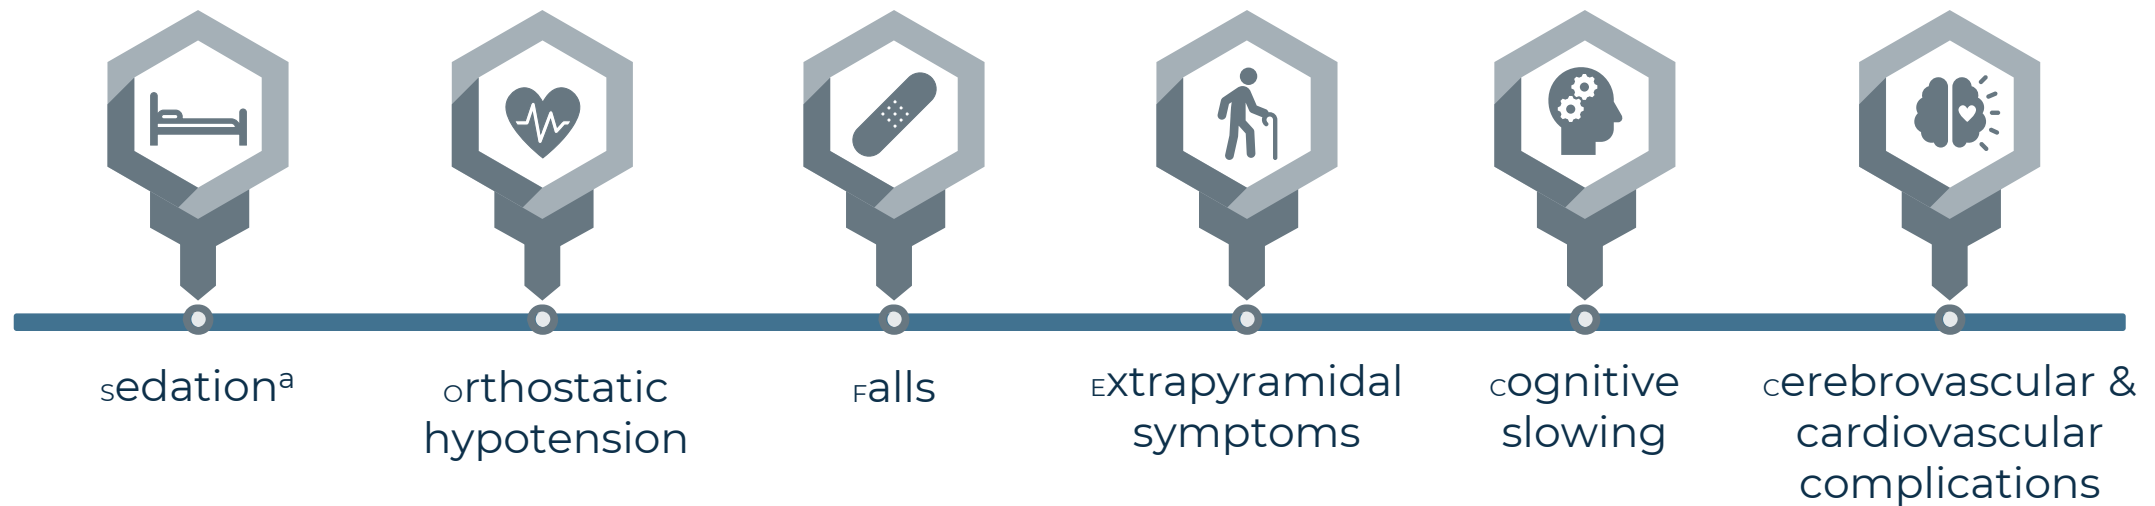 Sedationª
Orthostatic
hypotension
Falls
Extrapyramidal
symptoms
Cognitive
slowing
Cerebrovascular &
cardiovascular
complications